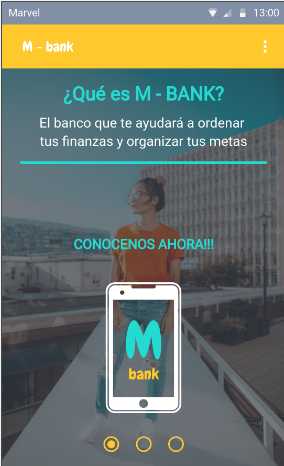 Marvel 13:00
M - bank
¿Qué es M - BANK?
El banco que te ayudará a ordenar
tus finanzas y organizar tus metas
CONOCENOS AHORA!!!
M
bank